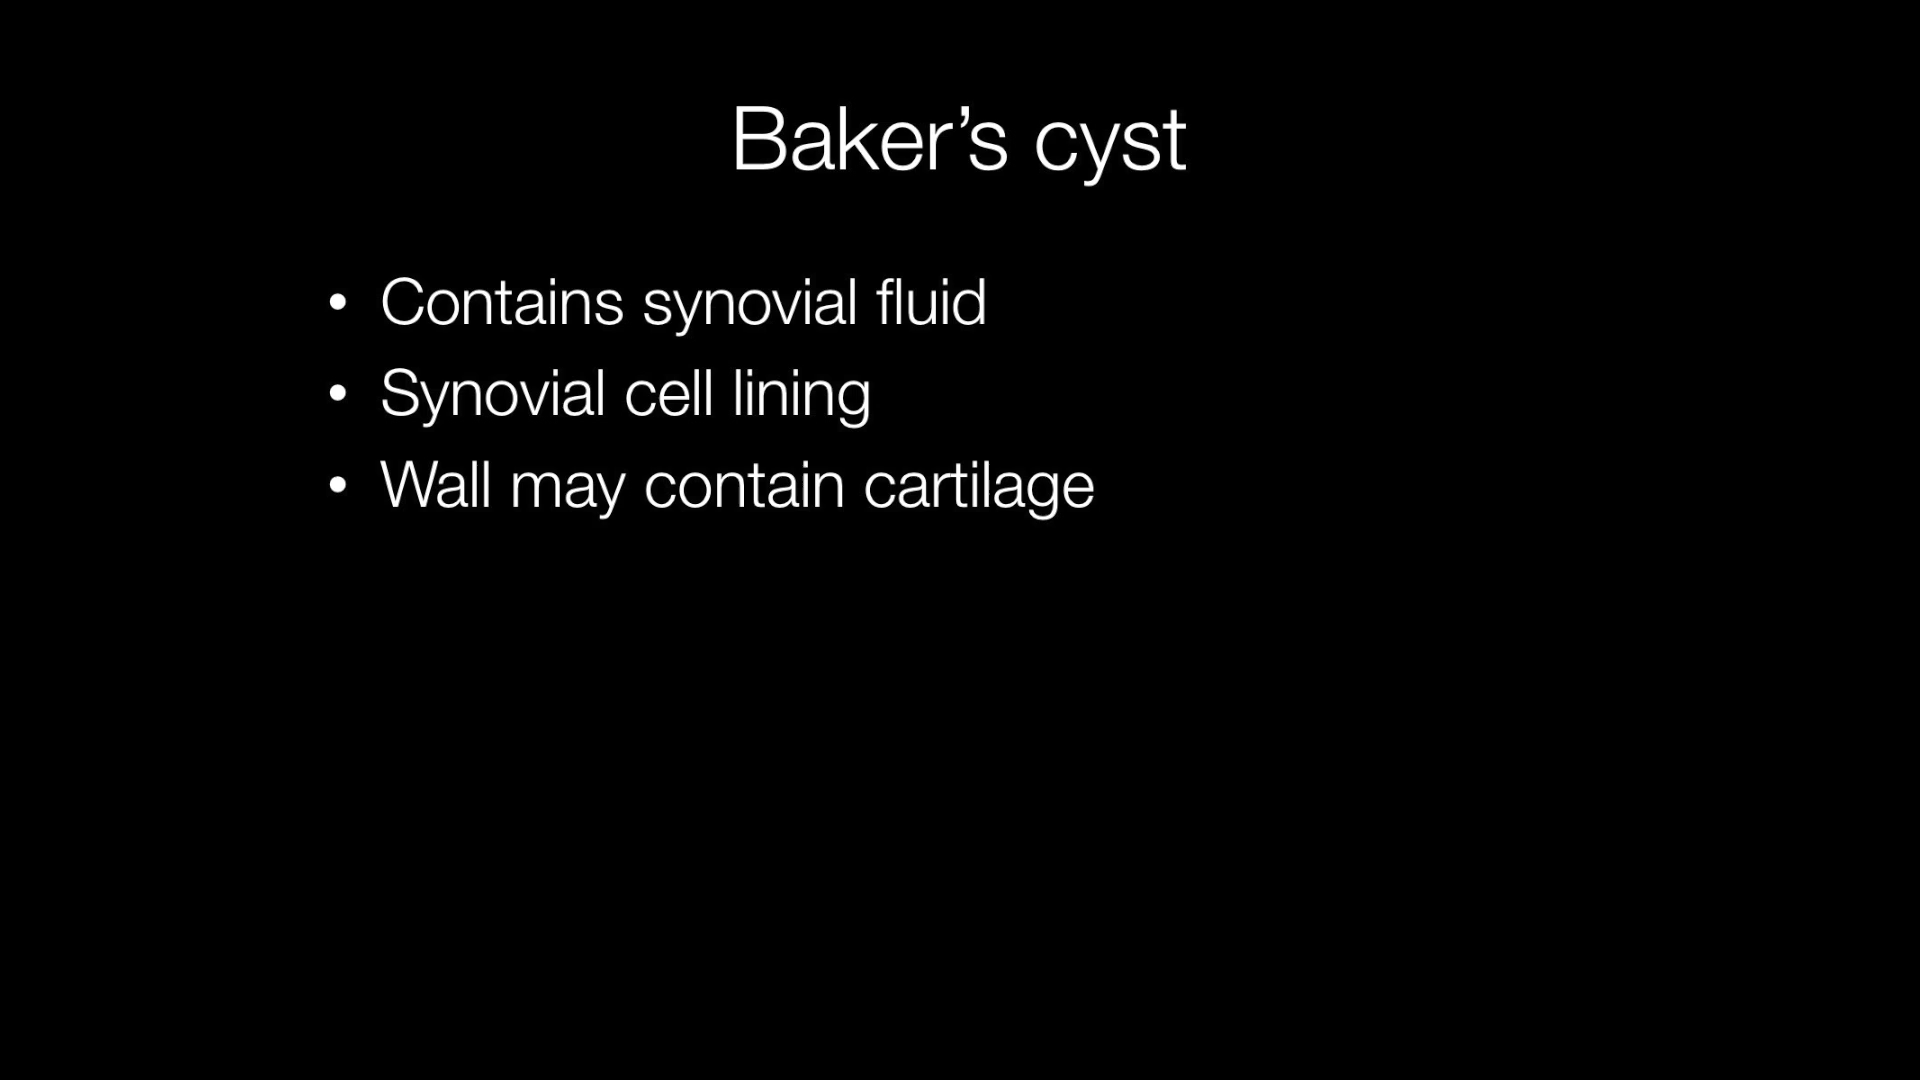 Baker’s cyst
• Contains synovial fluid
• Synovial cell lining
• Wall may contain cartilage